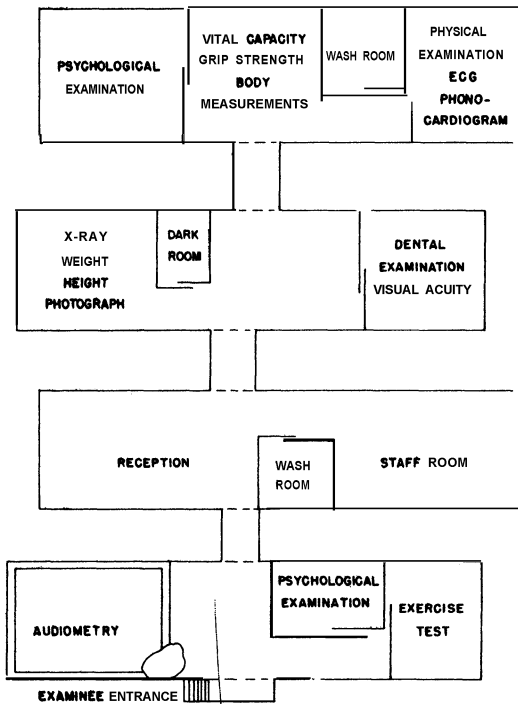 PSYCHOLOGICAL
EXAMINATION
VITAL CAPACITY
GRIP STRENGTH
BODY
MEASUREMENTS
WASH ROOM
PHYSICAL
EXAMINATION
ECG
PHONO-
CARDIOGRAM
X-RAY
WEIGHT
HEIGHT
PHOTOGRAPH
DARK
ROOM
DENTAL
EXAMINATION
VISUAL ACUITY
RECEPTION
WASH
ROOM
STAFF ROOM
AUDIOMETRY
PSYCHOLOGICAL
EXAMINATION
EXERCISE
TEST
EXAMINEE ENTRANCE